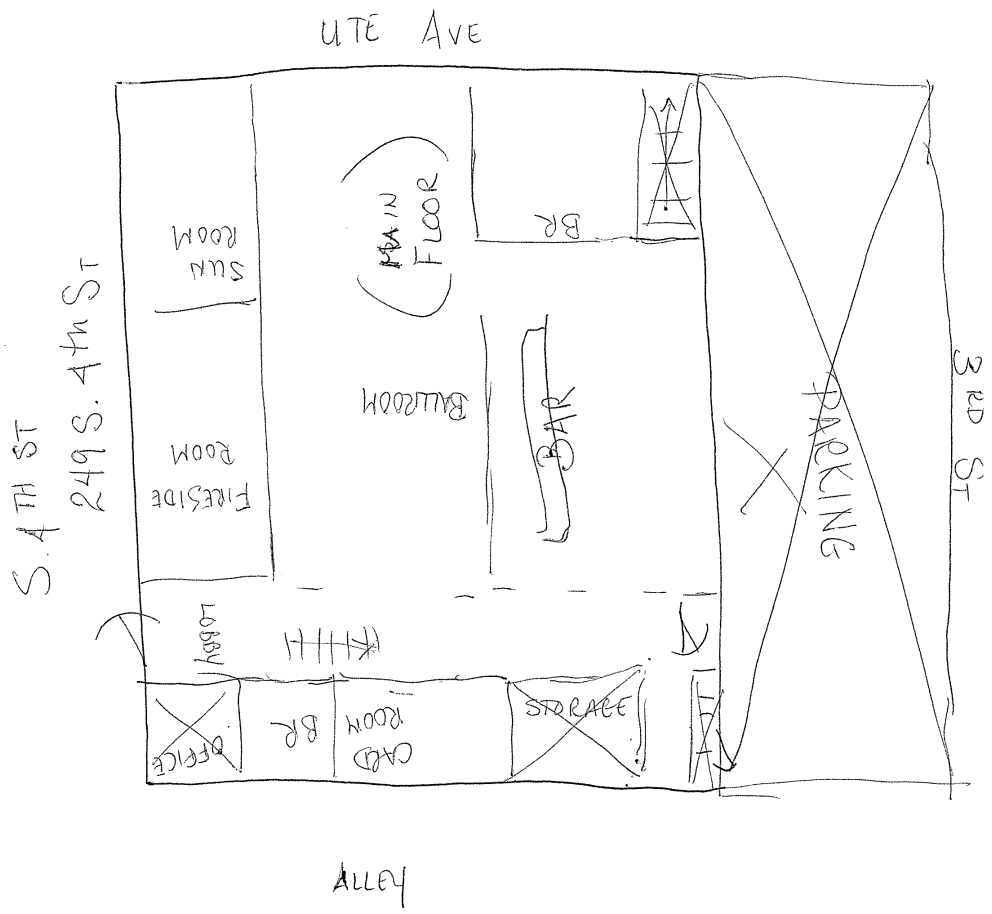 UTE AVE
MAIN
FLOOR
BR
SUN
ROOM
S. 4TH ST
249 S. 4th ST
3RD ST
BALLROOM
BAR
PARKING
FIRESIDE
ROOM
LOBBY
OFFICE
BR
CARD
ROOM
STORAGE
ALLEY